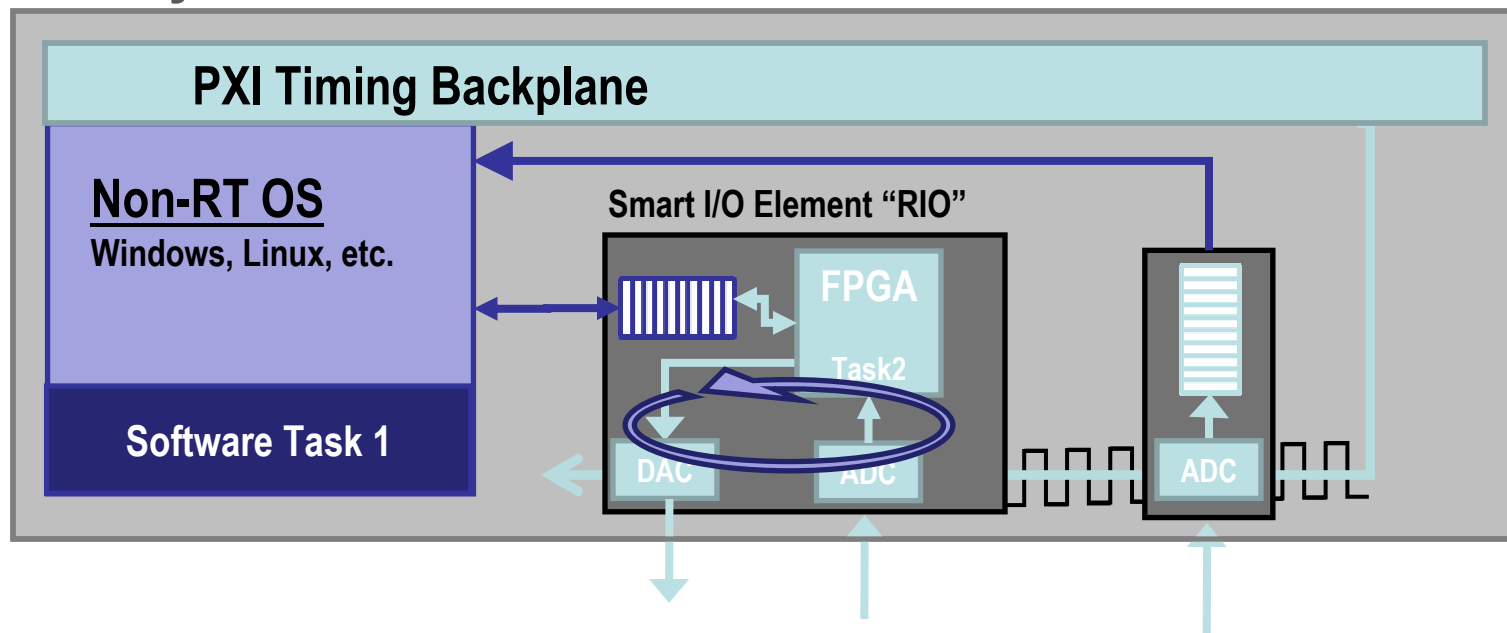 PXI Timing Backplane
Non-RT OS
Windows, Linux, etc.
Smart I/O Element “RIO”
FPGA
Task2
Software Task 1
DAC
ADC
ADC